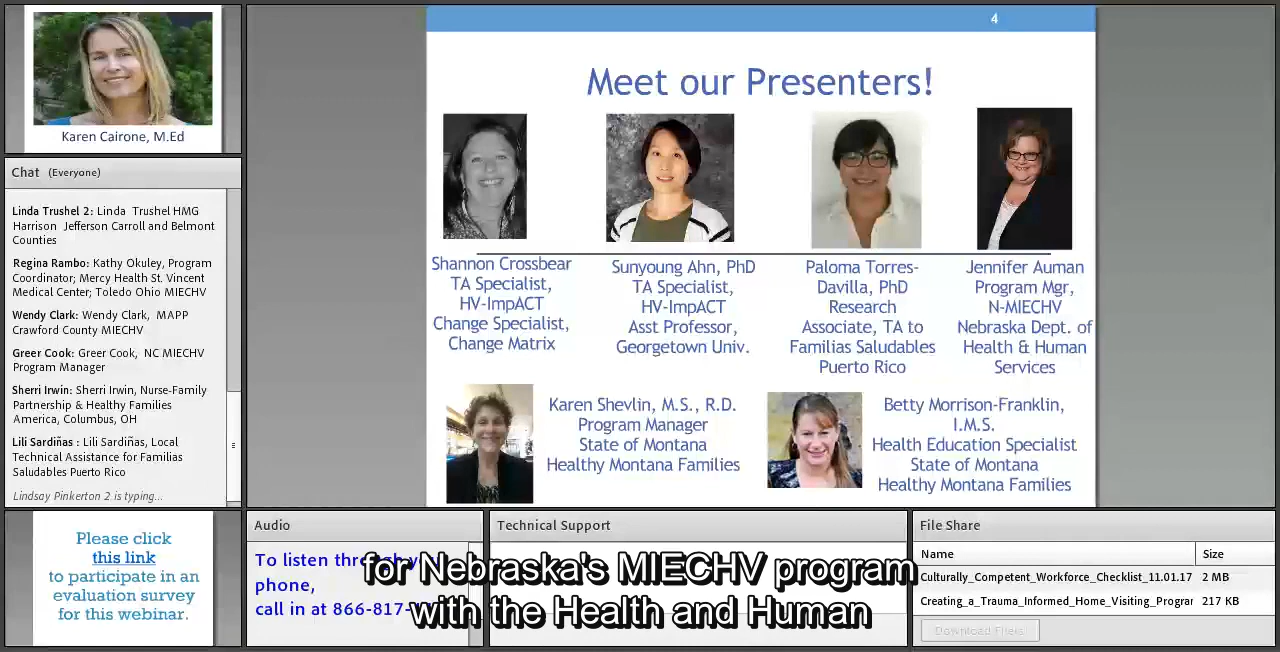 Karen Cairone, M.Ed
Chat (Everyone)
Linda Trushel 2: Linda Trushel HMG
Harrison Jefferson Carroll and Belmont
Counties
Regina Rambo: Kathy Okuley, Program
Coordinator; Mercy Health St. Vincent
Medical Center; Toledo Ohio MIECHV
Wendy Clark: Wendy Clark, MAPP
Crawford County MIECHV
Greer Cook: Greer Cook, NC MIECHV
Program Manager
Sherri Irwin: Sherri Irwin, Nurse-Family
Partnership & Healthy Families
America, Columbus, OH
Lili Sardiñas : Lili Sardiñas, Local
Technical Assistance for Familias
Saludables Puerto Rico
Lindsay Pinkerton 2 is typing...
Please click
this link
to participate in an
evaluation survey
for this webinar.
4
Meet our Presenters!
Shannon Crossbear
TA Specialist,
HV-ImpACT
Change Specialist,
Change Matrix
Sunyoung Ahn, PhD
TA Specialist,
HV-ImpACT
Asst Professor,
Georgetown Univ.
Paloma Torres-
Davilla, PhD
Research
Associate, TA to
Familias Saludables
Puerto Rico
Jennifer Auman
Program Mgr,
N-MIECHV
Nebraska Dept. of
Health & Human
Services
Karen Shevlin, M.S., R.D.
Program Manager
State of Montana
Healthy Montana Families
Betty Morrison-Franklin,
I.M.S.
Health Education Specialist
State of Montana
Healthy Montana Families
Audio
To listen through
phone,
call in at 866-817-
Technical Support
File Share
Name Size
Culturally_Competent_Workforce_Checklist_11.01.17 2 MB
Creating_a_Trauma_Informed_Home_Visiting_Prograr 217 KB
Download File(s)
for Nebraska's MIECHV program
with the Health and Human